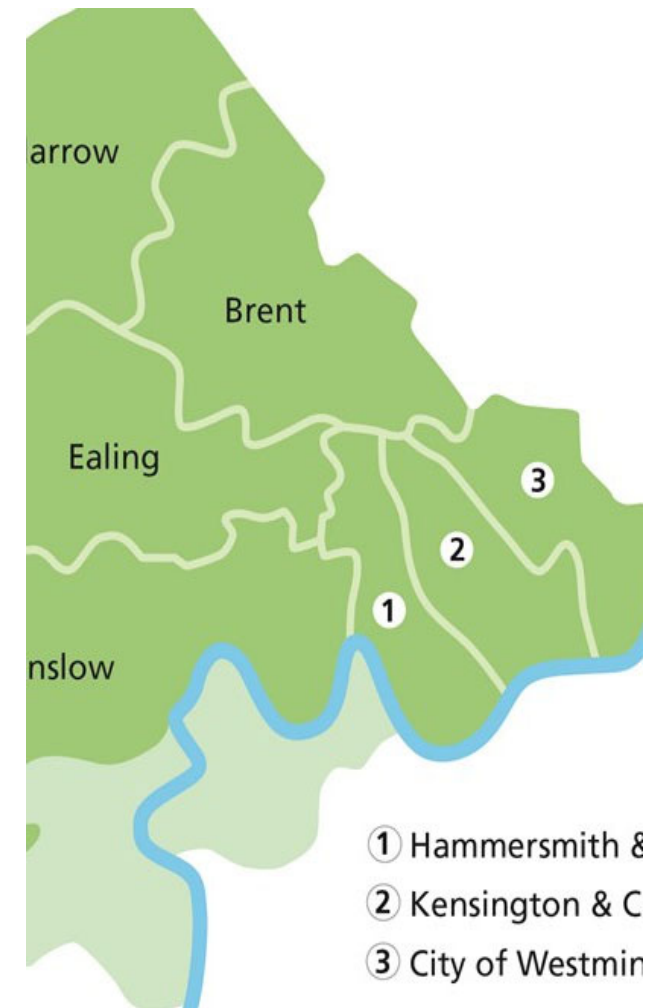 arrow
Brent
Ealing
3
2
1
nslow
1 Hammersmith &
2 Kensington & C
3 City of Westmin